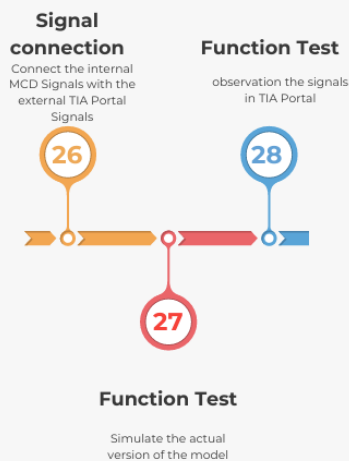 Signal
connection
Connect the internal
MCD Signals with the
external TIA Portal
Signals
26
Function Test
observation the signals
in TIA Portal
28
27
Function Test
Simulate the actual
version of the model